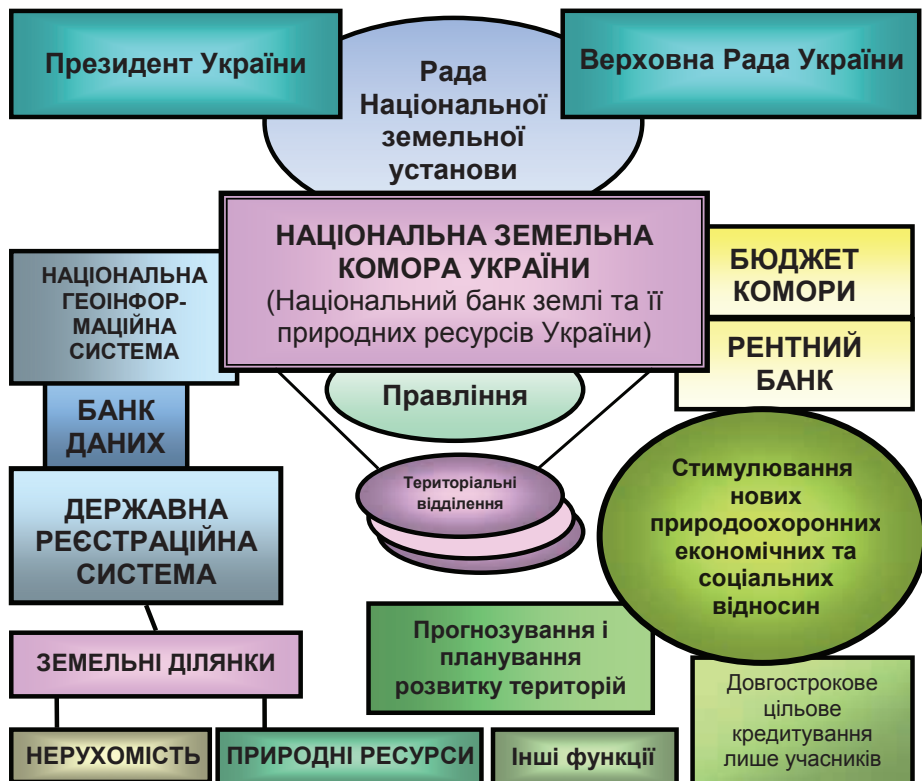 Президент України
Рада
Національної
земельної
установи
Верховна Рада України
НАЦІОНАЛЬНА ЗЕМЕЛЬНА
КОМОРА УКРАЇНИ
(Національний банк землі та її
природних ресурсів України)
НАЦІОНАЛЬНА
ГЕОІНФОР-
МАЦІЙНА
СИСТЕМА
БЮДЖЕТ
КОМОРИ
РЕНТНИЙ
БАНК
Правління
БАНК
ДАНИХ
Територіальні
відділення
Стимулювання
нових
природоохоронних
економічних та
соціальних
відносин
ДЕРЖАВНА
РЕЄСТРАЦІЙНА
СИСТЕМА
Прогнозування і
планування
розвитку територій
ЗЕМЕЛЬНІ ДІЛЯНКИ
Довгострокове
цільове
кредитування
лише учасників
НЕРУХОМІСТЬ
ПРИРОДНІ РЕСУРСИ
Інші функції